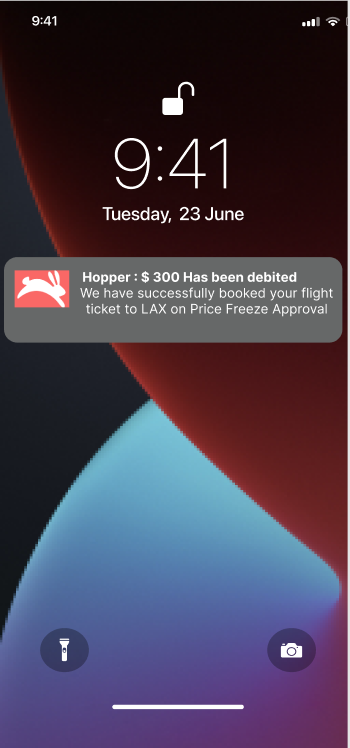 9:41
9:41
Tuesday, 23 June
Hopper : $ 300 Has been debited
We have successfully booked your flight
ticket to LAX on Price Freeze Approval